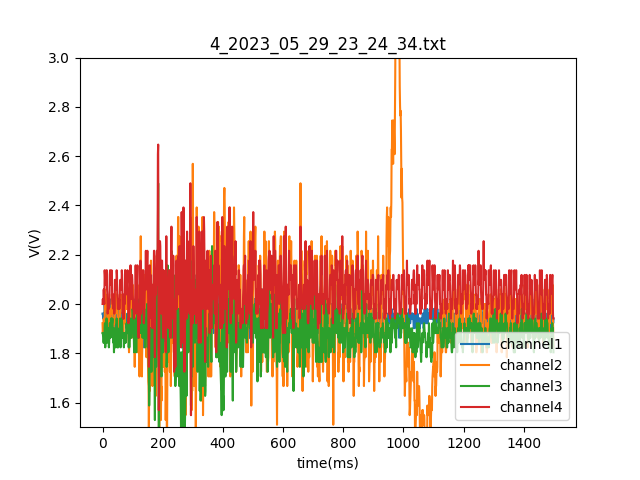 4_2023_05_29_23_24_34.txt
3.0
2.8
2.6
2.4
2.2
2.0
1.8
1.6
V(V)
channel1
channel2
channel3
channel4
0 200 400 600 800 1000 1200 1400
time(ms)